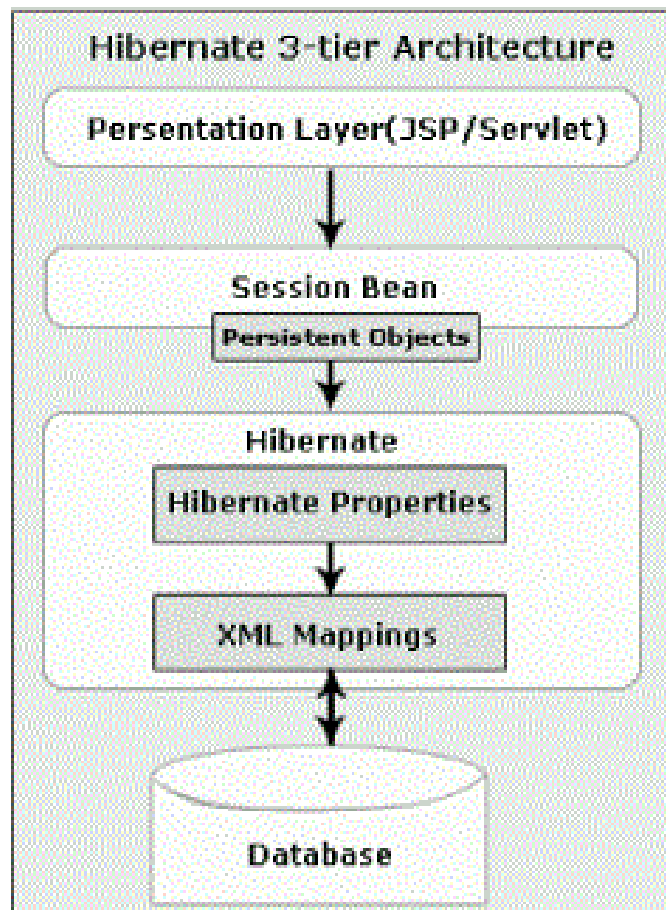 Hibernate 3-tier Architecture
Persentation Layer(JSP/Servlet)
Session Bean
Persistent Objects
Hibernate
Hibernate Properties
XML Mappings
Database